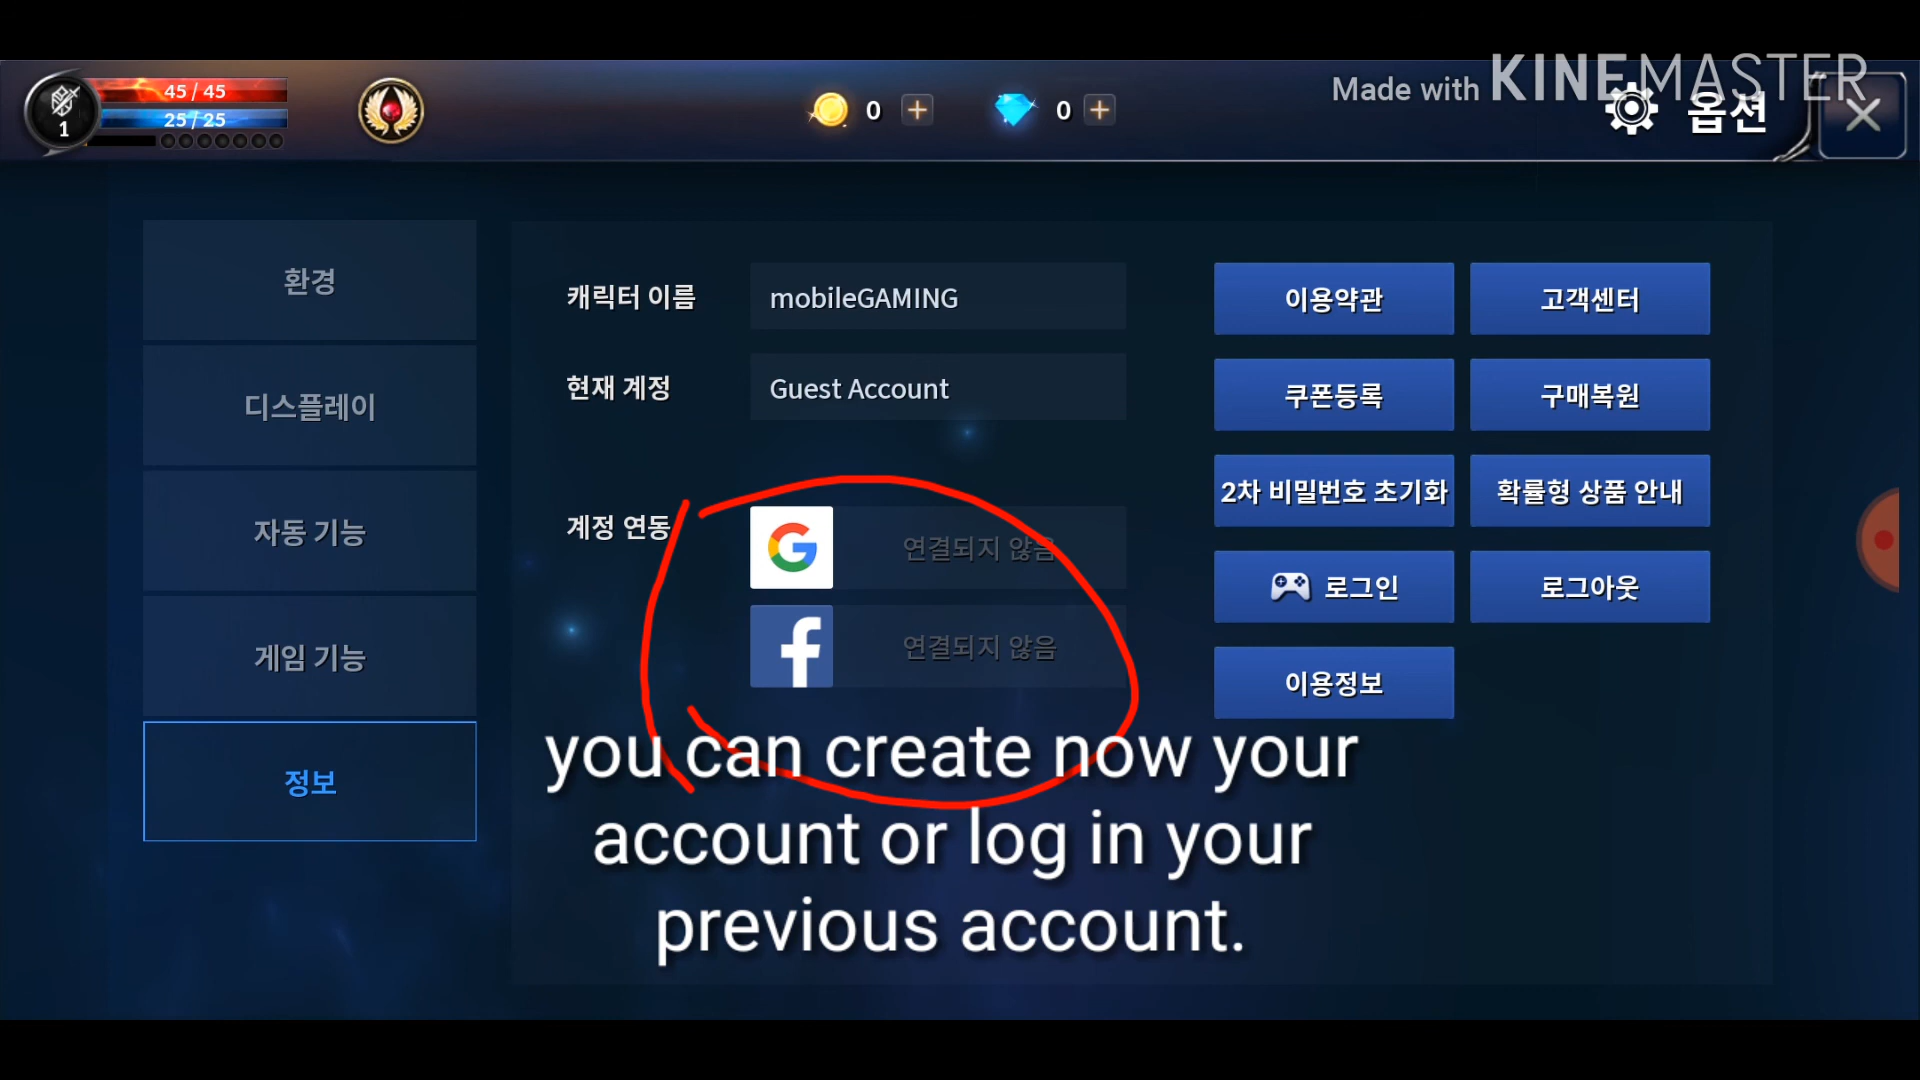 45 / 45
25 / 25
1
0
0
Made with KINEMASTER
옵션
환경
디스플레이
자동 기능
게임 기능
정보
캐릭터 이름
mobileGAMING
현재 계정
Guest Account
계정 연동
연결되지 않음
연결되지 않음
이용약관
고객센터
쿠폰등록
구매복원
2차 비밀번호 초기화
확률형 상품 안내
로그인
로그아웃
이용정보
you can create now your
account or log in your
previous account.